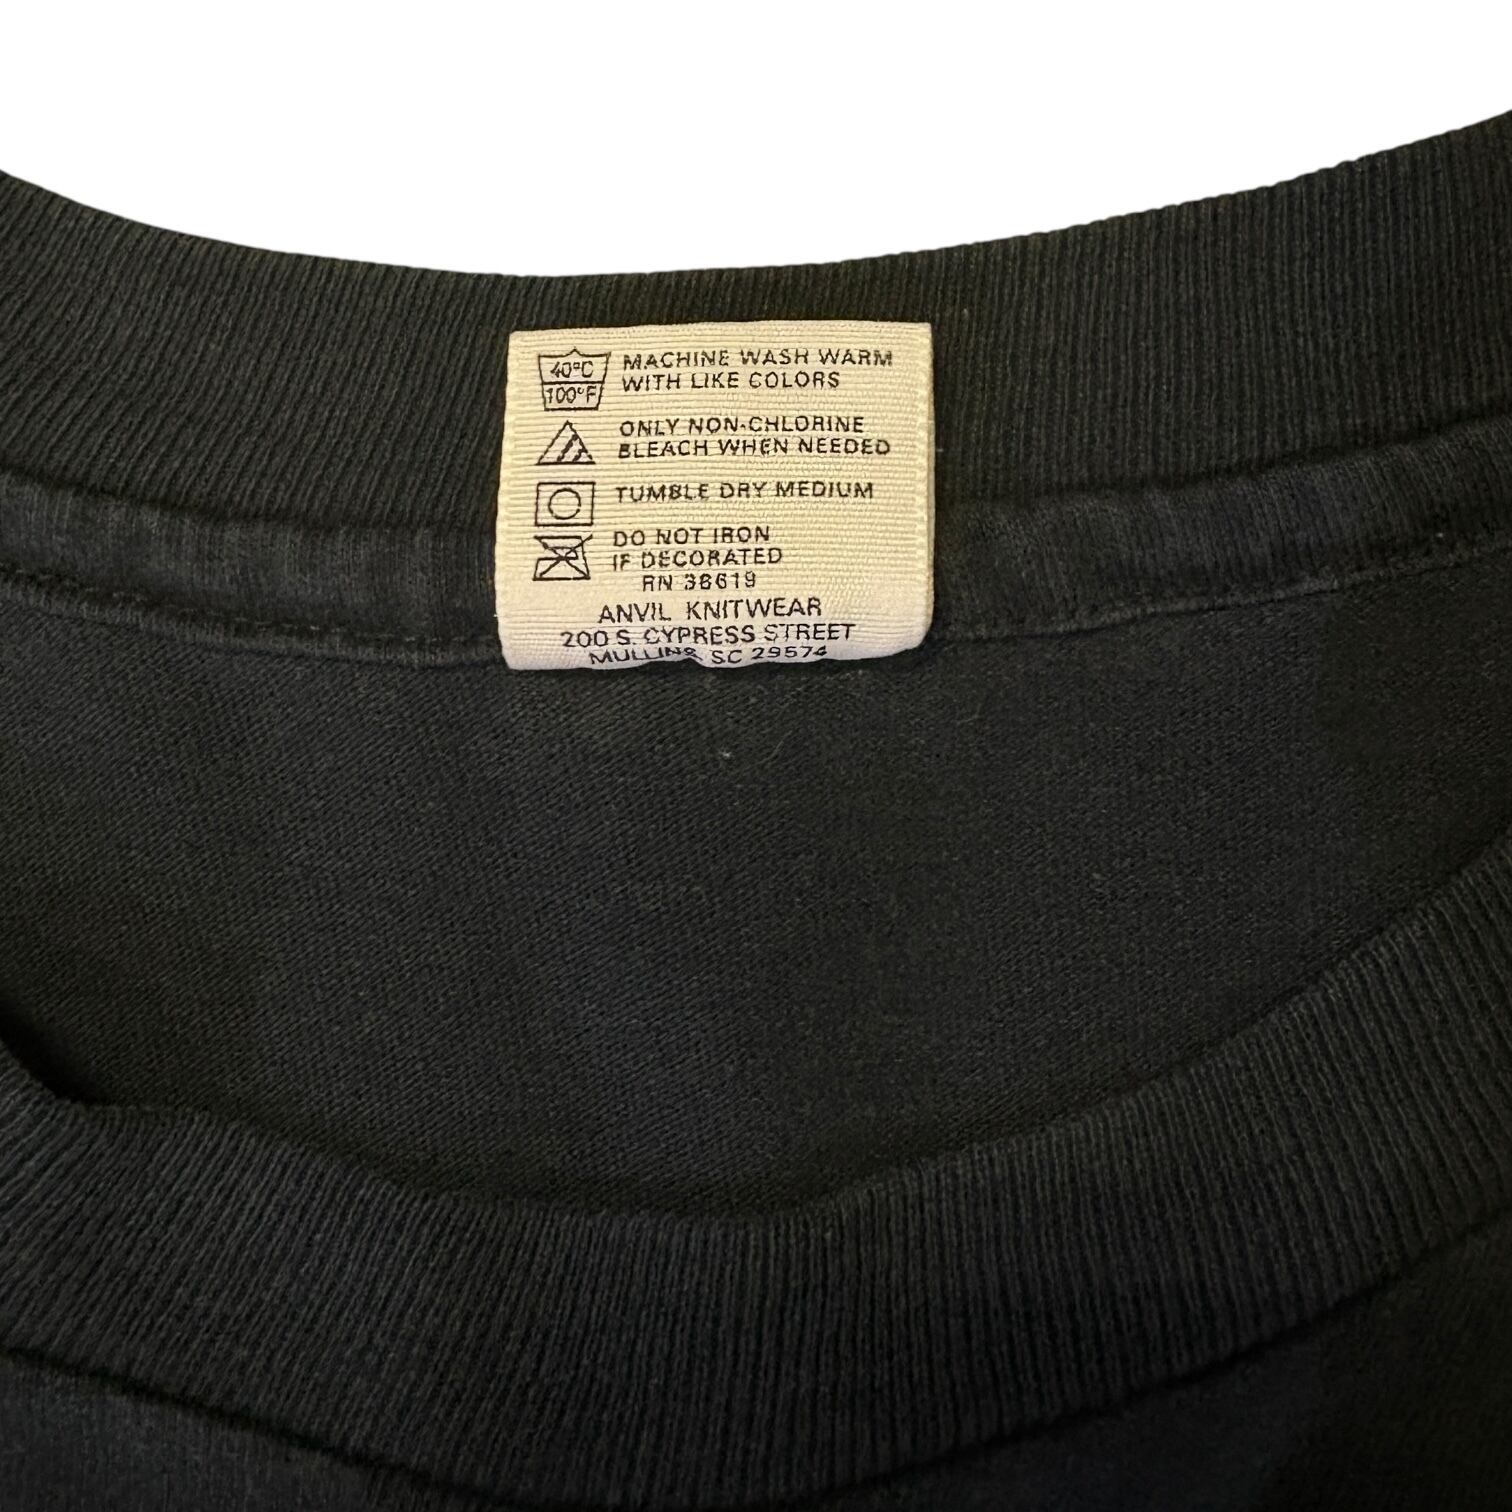 40°C
100°F
MACHINE WASH WARM
WITH LIKE COLORS
ONLY NON-CHLORINE
BLEACH WHEN NEEDED
TUMBLE DRY MEDIUM
DO NOT IRON
IF DECORATED
RN 36619
ANVIL KNITWEAR
200 S. CYPRESS STREET
MULLINS SC 29574